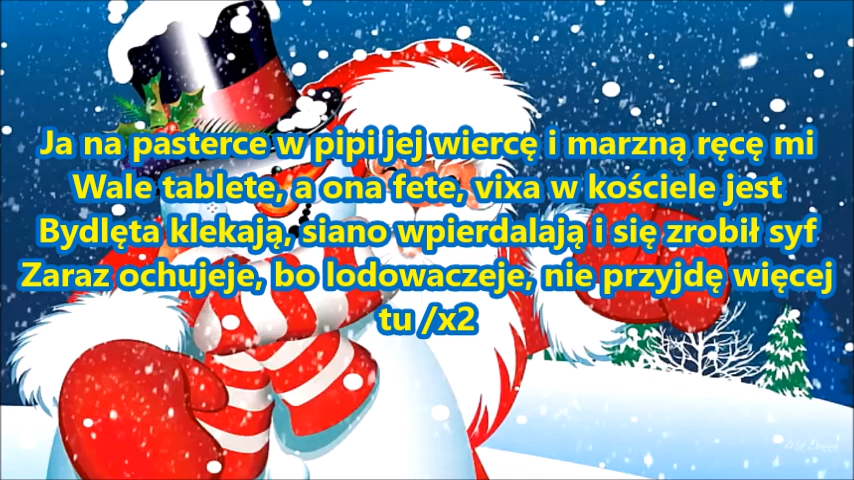 Ja na pasterce w pipi jej wiercę i marzną ręcę mi
Wale tablete, a ona fete, vixa w kościele jest
Bydlęta klekają, siano wpierdalają i się zrobił syf
Zaraz ochujeje, bo lodowaczeje, nie przyjdę więcej
tu /x2